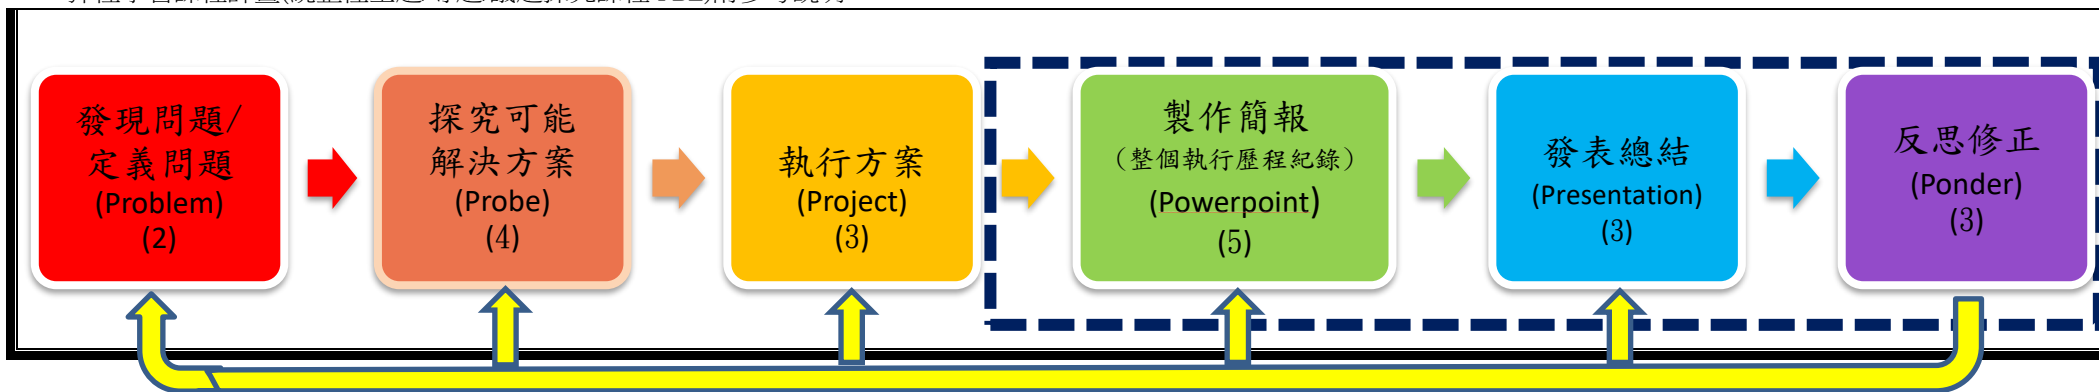 發現問題/
定義問題
(Problem)
(2)
探究可能
解決方案
(Probe)
(4)
執行方案
(Project)
(3)
製作簡報
（整個執行歷程紀錄）
(Powerpoint)
(5)
發表總結
(Presentation)
(3)
反思修正
(Ponder)
(3)